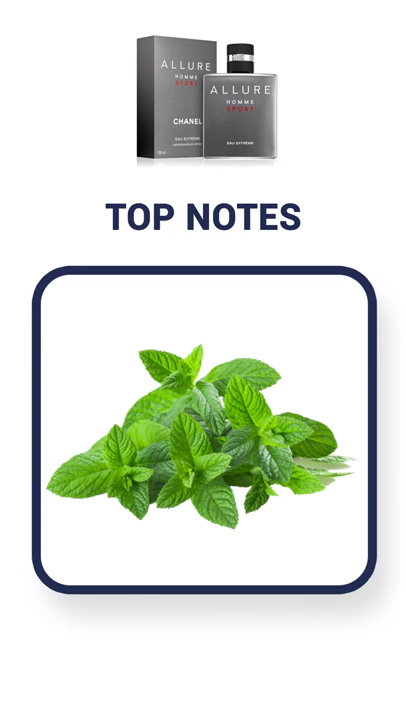 ALLURE
HOMME
SPORT
CHANEL
EAU EXTRÊME
ALLURE
HOMME
SPORT
EAU EXTRÊME
TOP NOTES